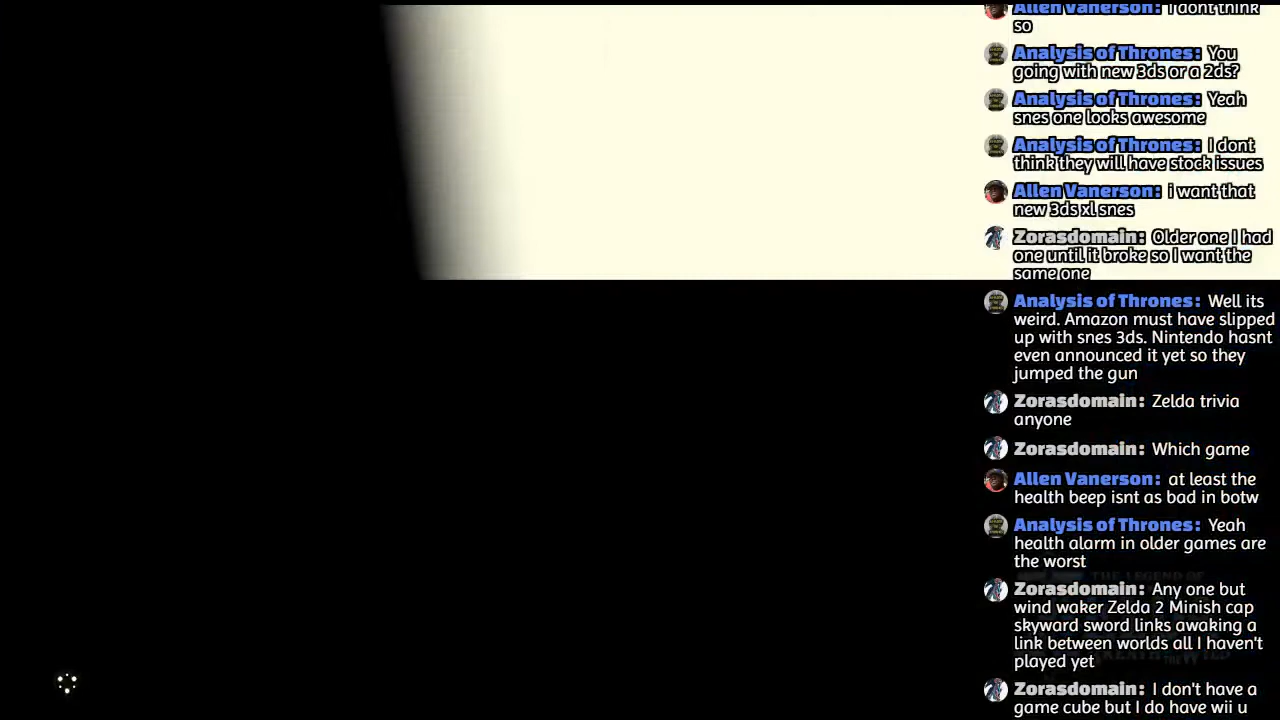 Allen Vanerson: I dont think
so
Analysis of Thrones: You
going with new 3ds or a 2ds?
Analysis of Thrones: Yeah
snes one looks awesome
Analysis of Thrones: I dont
think they will have stock issues
Allen Vanerson: i want that
new 3ds xl snes
Zorasdomain: Older one I had
one until it broke so I want the
same one
Analysis of Thrones: Well its
weird. Amazon must have slipped
up with snes 3ds. Nintendo hasnt
even announced it yet so they
jumped the gun
Zorasdomain: Zelda trivia
anyone
Zorasdomain: Which game
Allen Vanerson: at least the
health beep isnt as bad in botw
Analysis of Thrones: Yeah
health alarm in older games are
the worst
THE LEGEND OF
Zorasdomain: Any one but
wind waker Zelda 2 Minish cap
skyward sword links awaking a
link between worlds all I haven't
played yet
Zorasdomain: I don't have a
game cube but I do have wii u